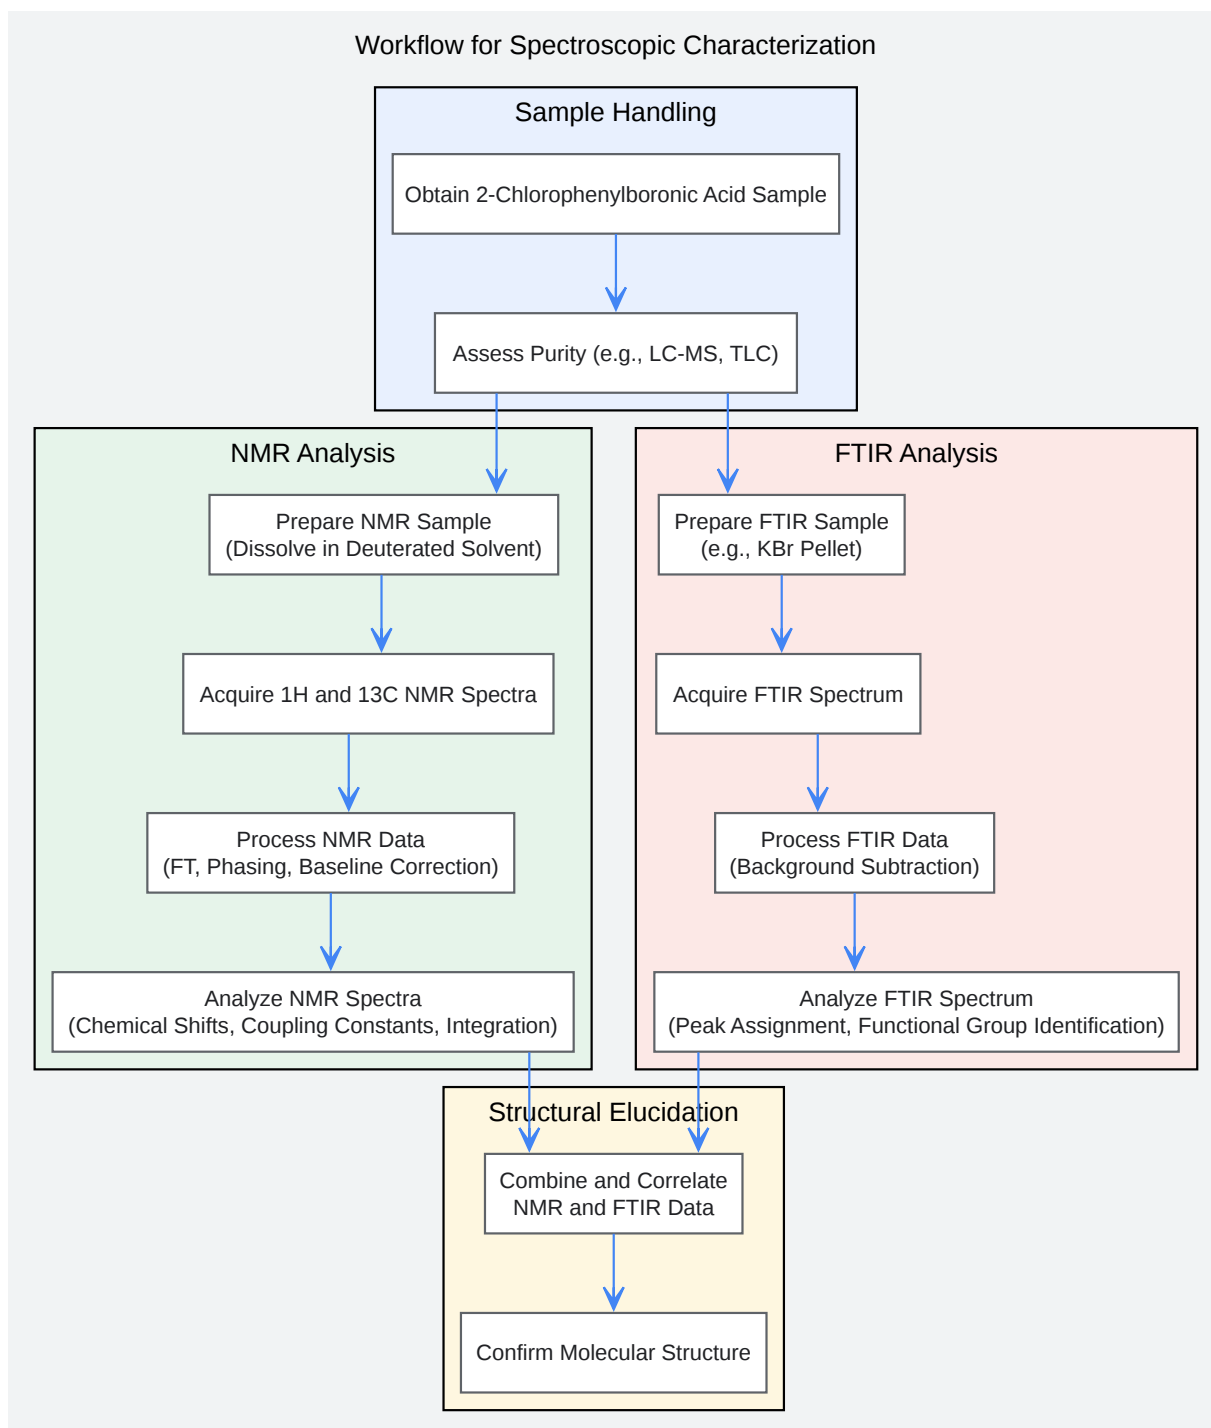 Workflow for Spectroscopic Characterization
Sample Handling
Obtain 2-Chlorophenylboronic Acid Sample
Assess Purity (e.g., LC-MS, TLC)
NMR Analysis
Prepare NMR Sample
(Dissolve in Deuterated Solvent)
Acquire 1H and 13C NMR Spectra
Process NMR Data
(FT, Phasing, Baseline Correction)
Analyze NMR Spectra
(Chemical Shifts, Coupling Constants, Integration)
FTIR Analysis
Prepare FTIR Sample
(e.g., KBr Pellet)
Acquire FTIR Spectrum
Process FTIR Data
(Background Subtraction)
Analyze FTIR Spectrum
(Peak Assignment, Functional Group Identification)
Structural Elucidation
Combine and Correlate
NMR and FTIR Data
Confirm Molecular Structure